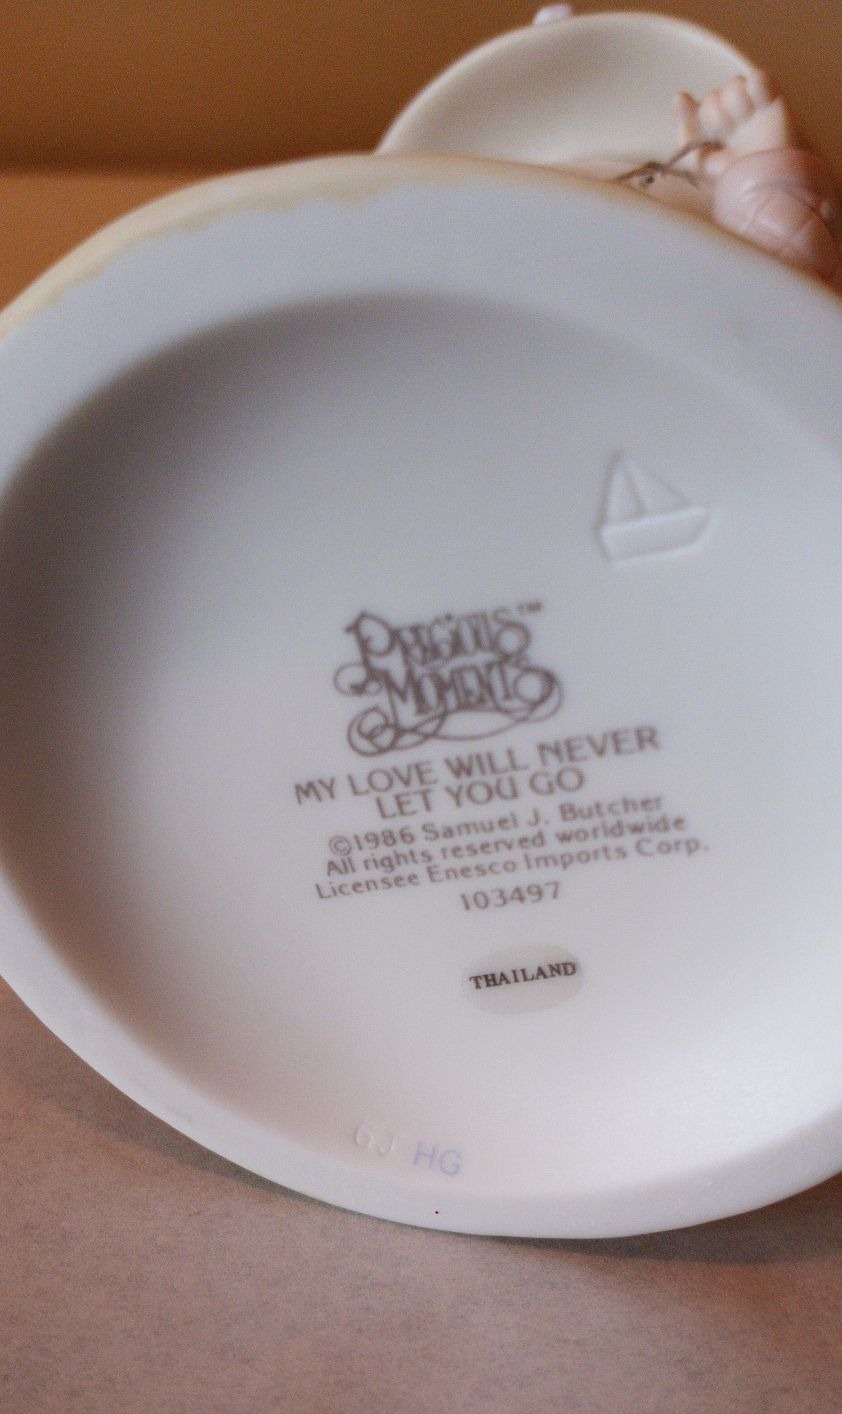 PRECIOUS™
MOMENTS
MY LOVE WILL NEVER
LET YOU GO
©1986 Samuel J. Butcher
All rights reserved worldwide
Licensee Enesco Imports Corp.
103497
THAILAND
GJ HG